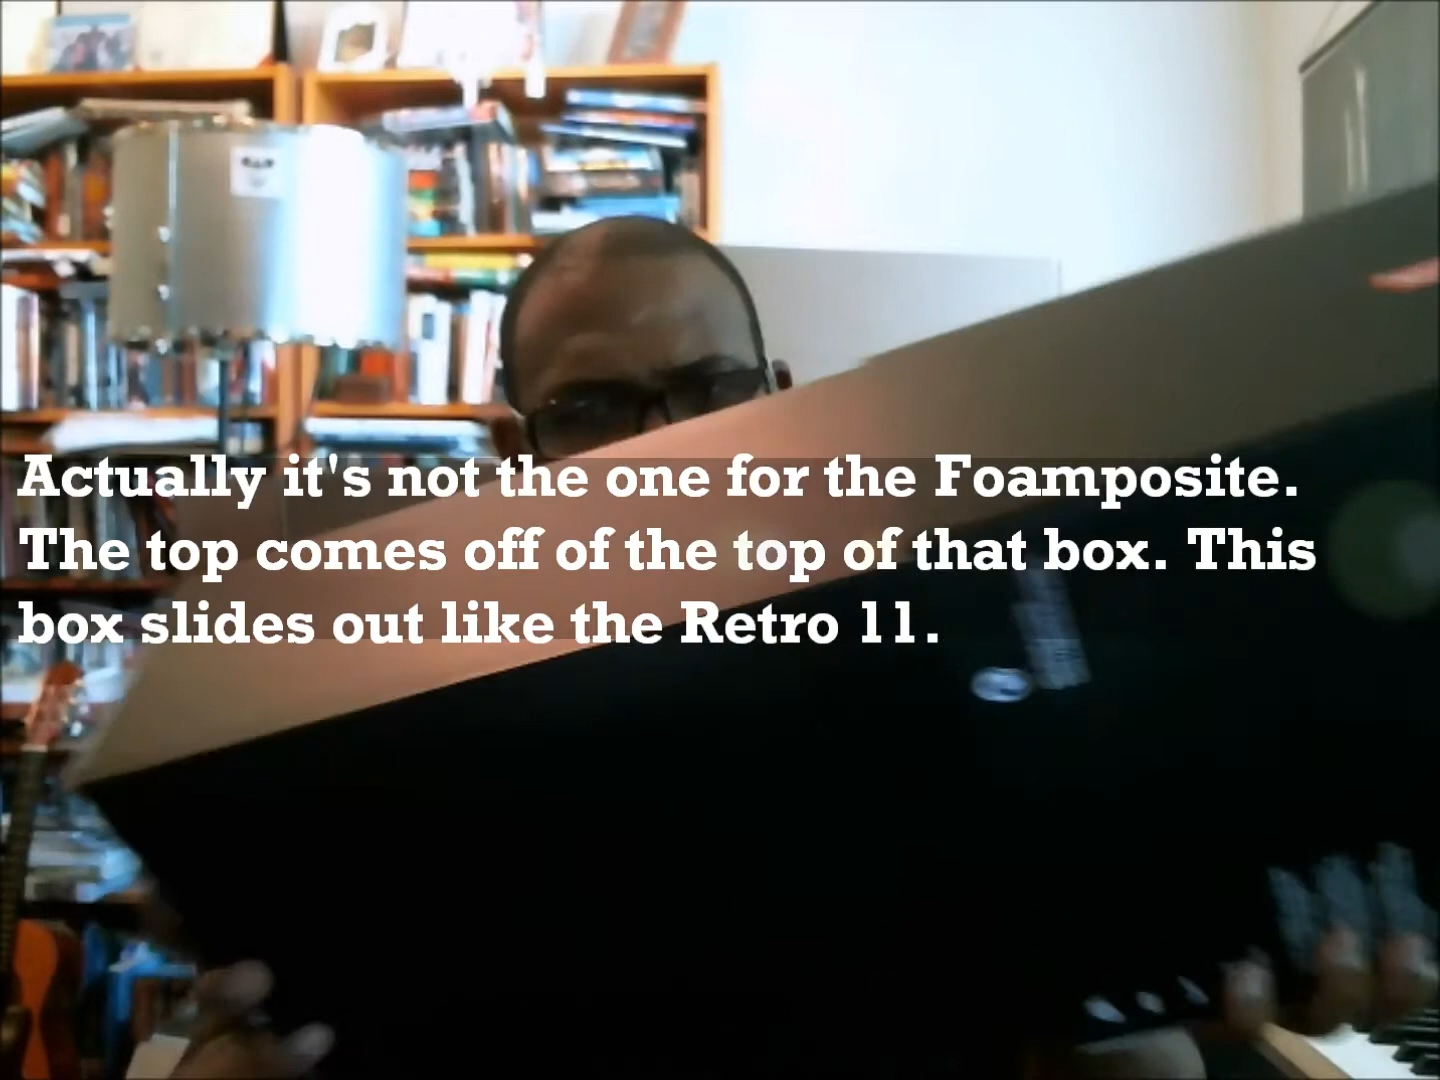 Actually it's not the one for the Foamposite.
The top comes off of the top of that box. This
box slides out like the Retro 11.